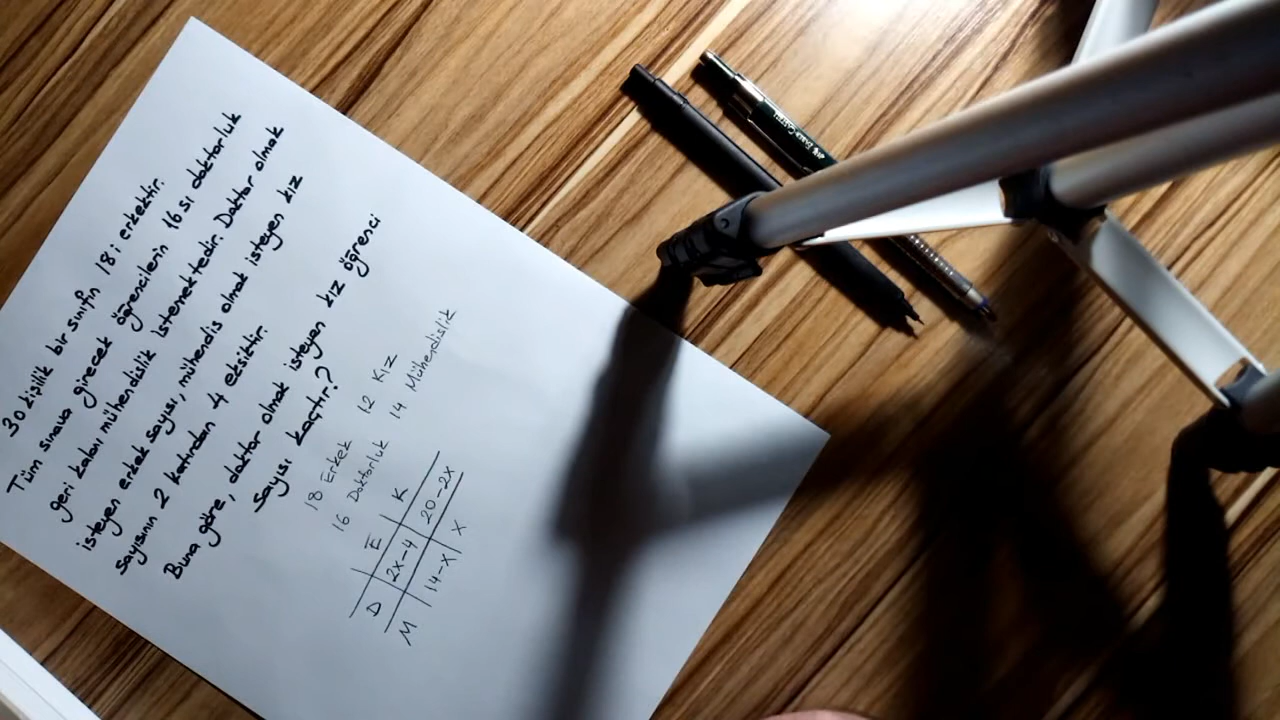 30 kişilik bir sınıfın 18'i erkektir.
Tüm sınava girecek öğrencilerin 16 sı doktorluk
geri kalanı mühendislik istemektedir. Doktor olmak
isteyen erkek sayısı, mühendis olmak isteyen kız
sayısının 2 katından 4 eksiktir.
Buna göre, doktor olmak isteyen kız öğrenci
sayısı kaçtır?
18 Erkek 12 Kız
16 Doktorluk 14 Mühendislik
E K
D 2x-4 20-2x
M 14-x x
FABER-CASTELL